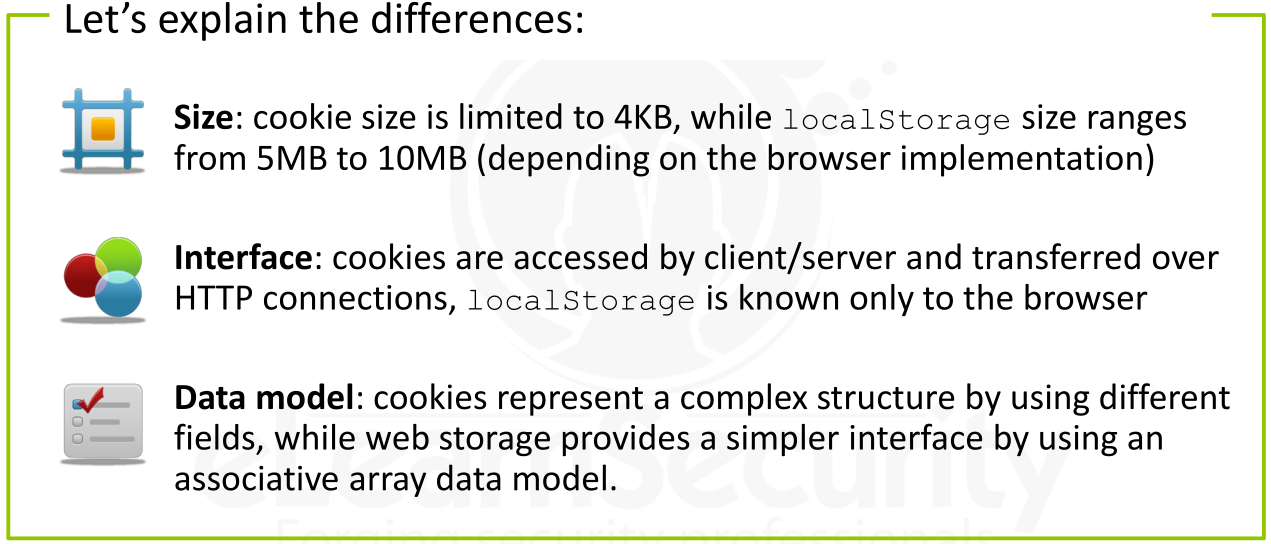 Let’s explain the differences:
Size: cookie size is limited to 4KB, while localStorage size ranges
from 5MB to 10MB (depending on the browser implementation)
Interface: cookies are accessed by client/server and transferred over
HTTP connections, localStorage is known only to the browser
Data model: cookies represent a complex structure by using different
fields, while web storage provides a simpler interface by using an
associative array data model.
eLearnSecurity
Forging security professionals